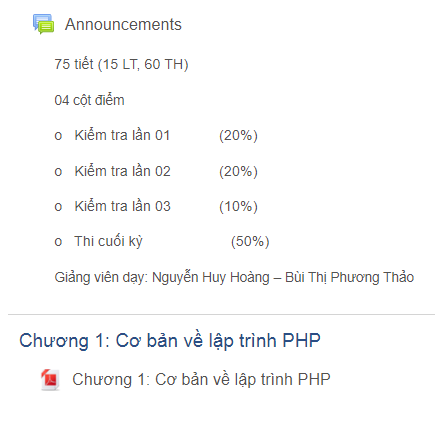 Announcements
75 tiết (15 LT, 60 TH)
04 cột điểm
o Kiểm tra lần 01 (20%)
o Kiểm tra lần 02 (20%)
o Kiểm tra lần 03 (10%)
o Thi cuối kỷ (50%)
Giảng viên dạy: Nguyễn Huy Hoàng – Bùi Thị Phương Thảo
Chương 1: Cơ bản về lập trình PHP
Chương 1: Cơ bản về lập trình PHP